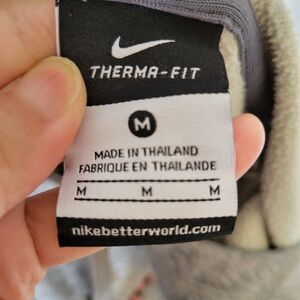 THERMA-FIT
M
MADE IN THAILAND
FABRIQUE EN THAILANDE
M M M
nikebetterworld.com